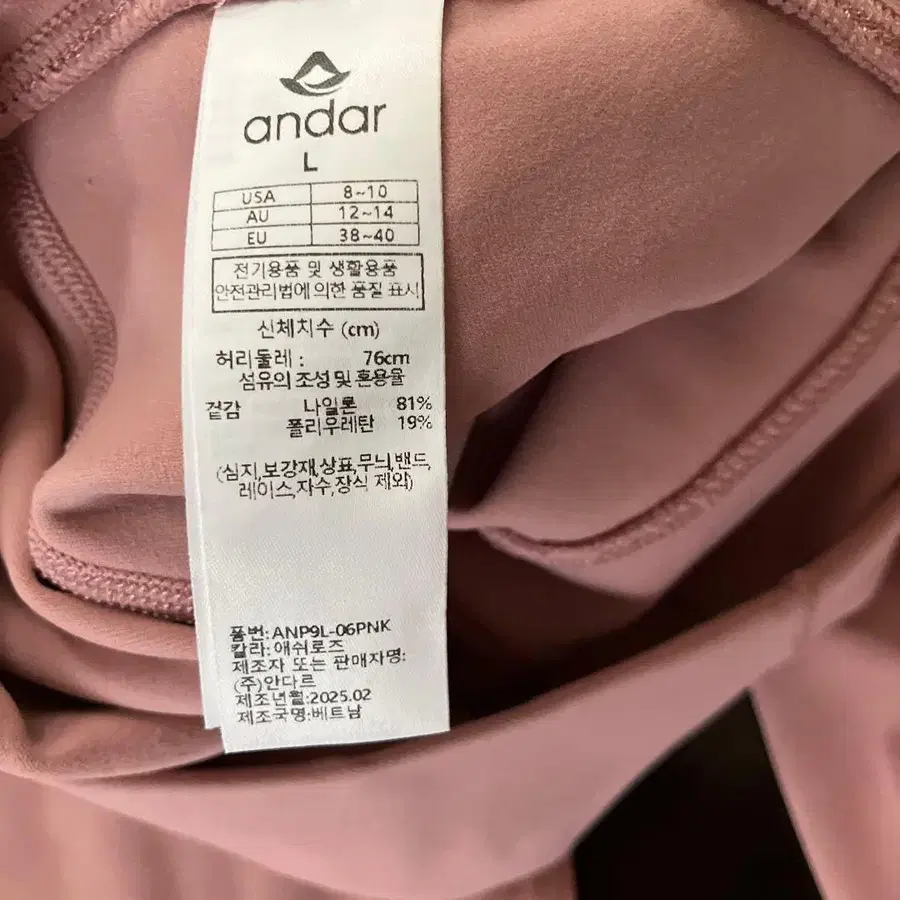 andar
L
USA 8~10
AU 12~14
EU 38~40
전기용품 및 생활용품
안전관리법에 의한 품질 표시
신체치수 (cm)
허리둘레 : 76cm
섬유의 조성 및 혼용율
겉감 나일론 81%
폴리우레탄 19%
(심지,보강재,상표,무늬,밴드,
레이스,자수,장식 제외)
품번: ANP9L-06PNK
칼라: 애쉬로즈
제조자 또는 판매자명:
(주)안다르
제조년월:2025.02
제조국명:베트남